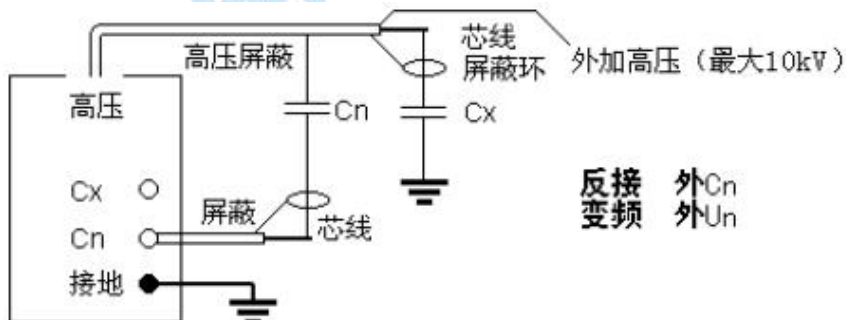 高压屏蔽
芯线
屏蔽环
外加高压（最大10kV）
高压
Cn
Cx
Cx
反接 外Cn
变频 外Un
屏蔽
Cn
芯线
接地